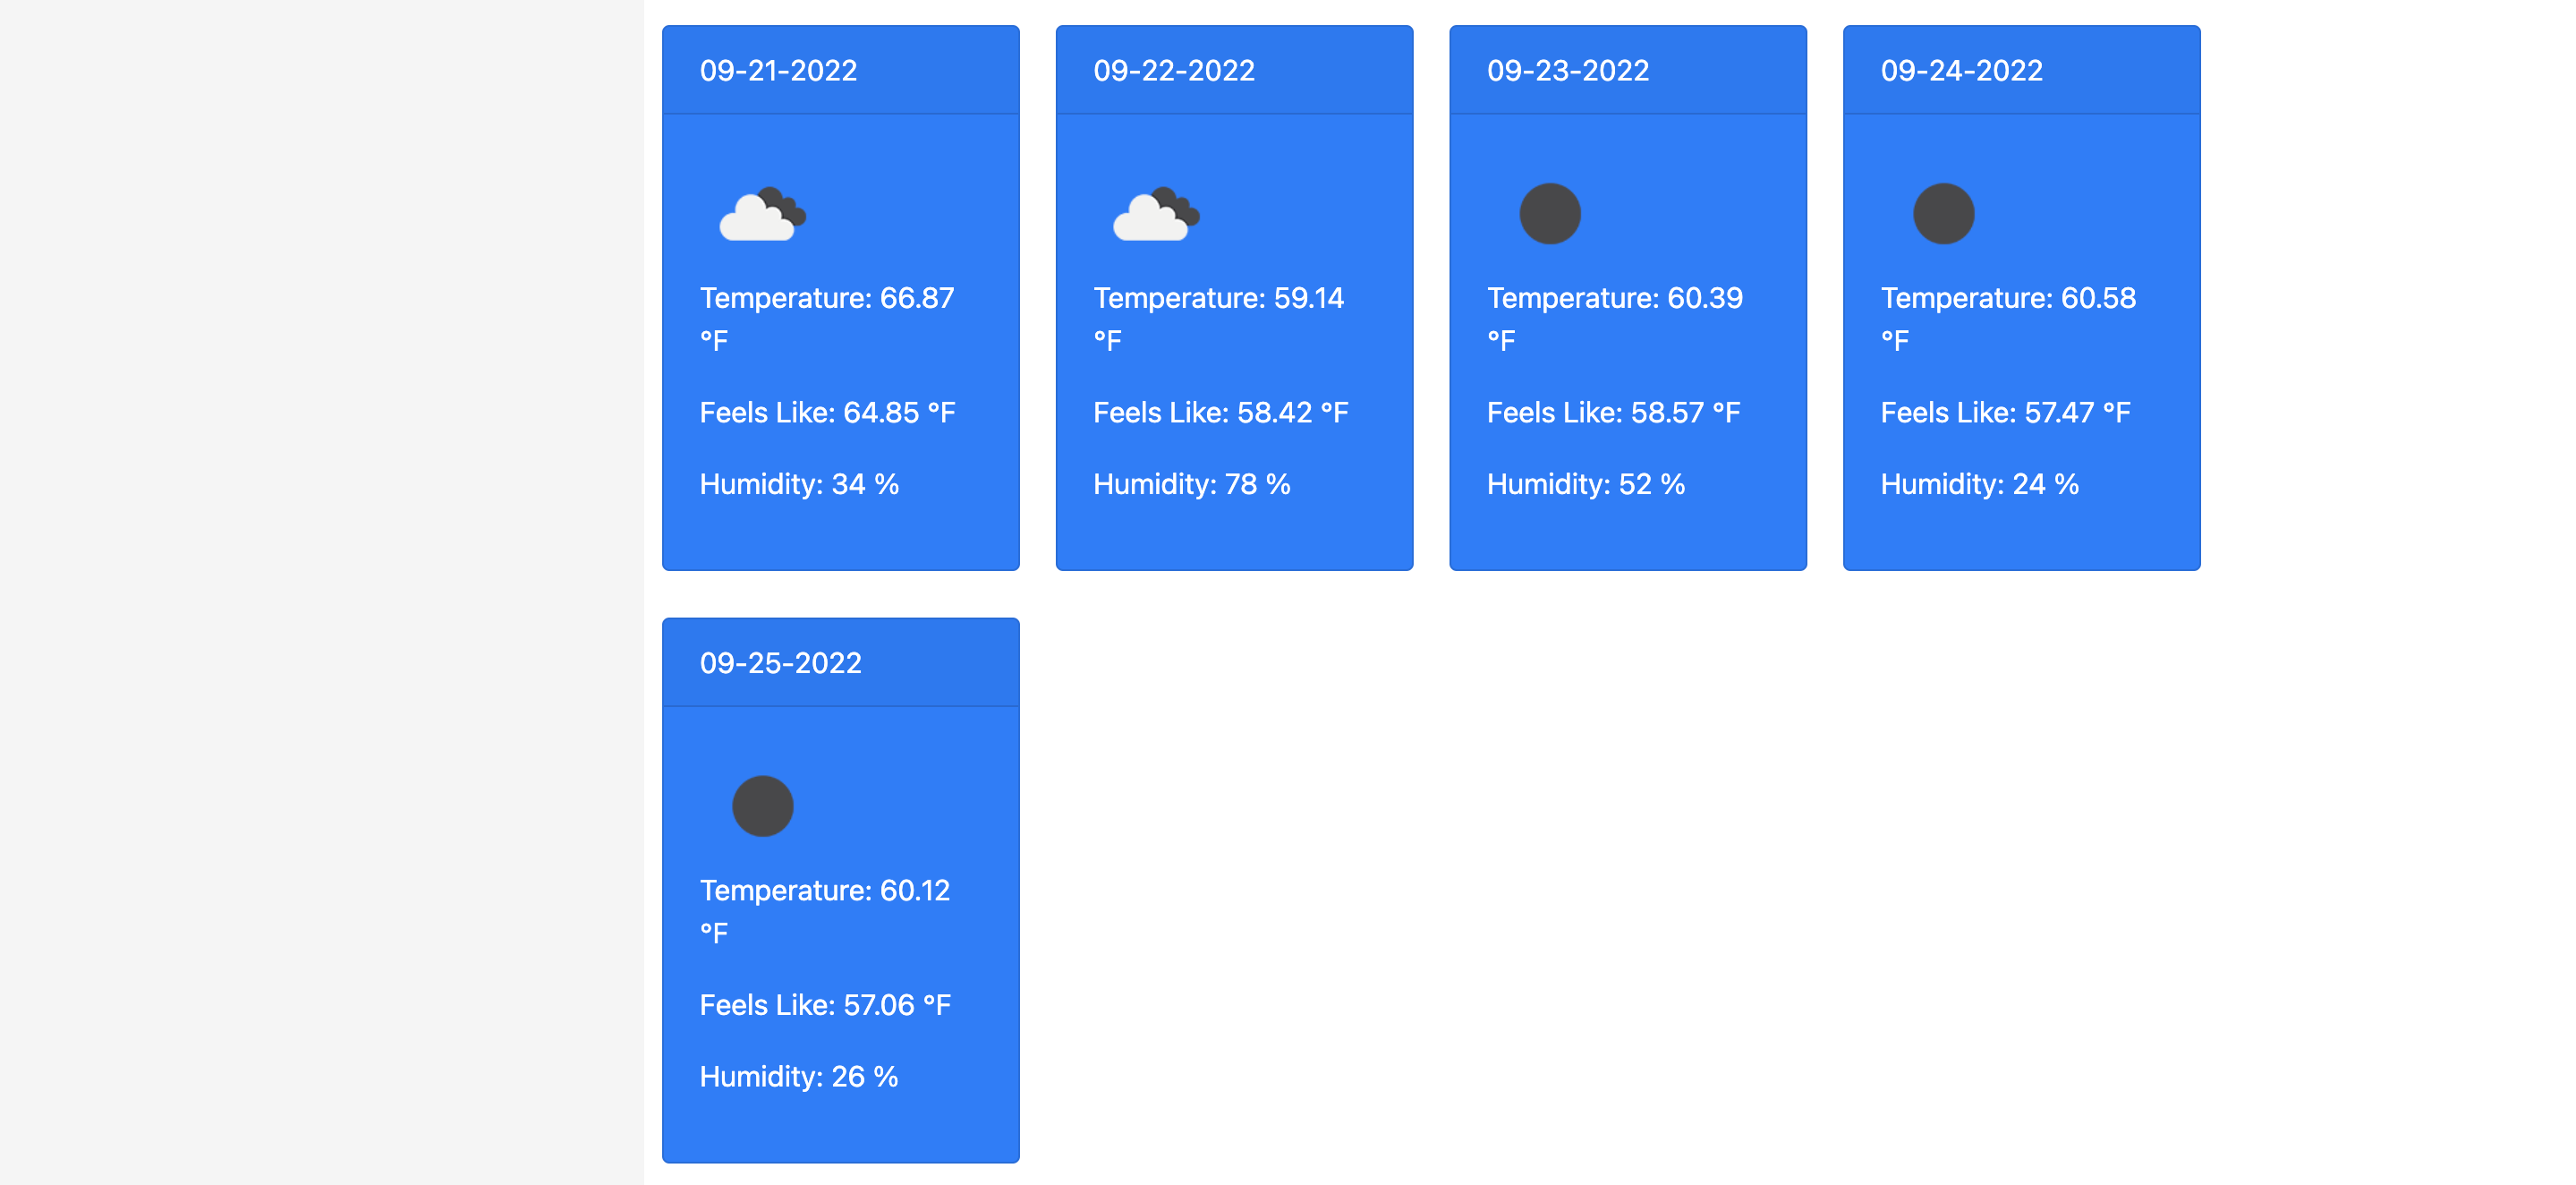 09-21-2022
Temperature: 66.87
°F
Feels Like: 64.85 °F
Humidity: 34 %
09-22-2022
Temperature: 59.14
°F
Feels Like: 58.42 °F
Humidity: 78 %
09-23-2022
Temperature: 60.39
°F
Feels Like: 58.57 °F
Humidity: 52 %
09-24-2022
Temperature: 60.58
°F
Feels Like: 57.47 °F
Humidity: 24 %
09-25-2022
Temperature: 60.12
°F
Feels Like: 57.06 °F
Humidity: 26 %